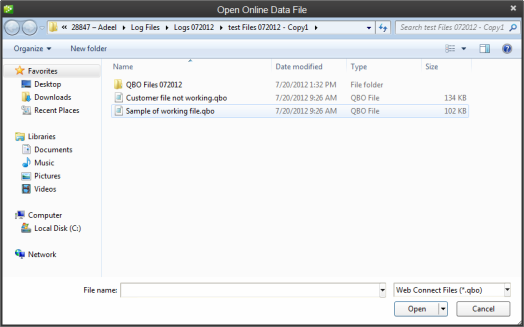 Open Online Data File
« 28847 – Adeel ▸ Log Files ▸ Logs 072012 ▸ test Files 072012 - Copy1 ▸
Search test Files 072012 - Copy1
Organize New folder
Favorites
Desktop
Downloads
Recent Places
Libraries
Documents
Music
Pictures
Videos
Computer
Local Disk (C:)
Network
Name Date modified Type Size
QBO Files 072012 7/20/2012 1:32 PM File folder
Customer file not working.qbo 7/20/2012 9:26 AM QBO File 134 KB
Sample of working file.qbo 7/20/2012 9:26 AM QBO File 102 KB
File name: Web Connect Files (*.qbo)
Open Cancel